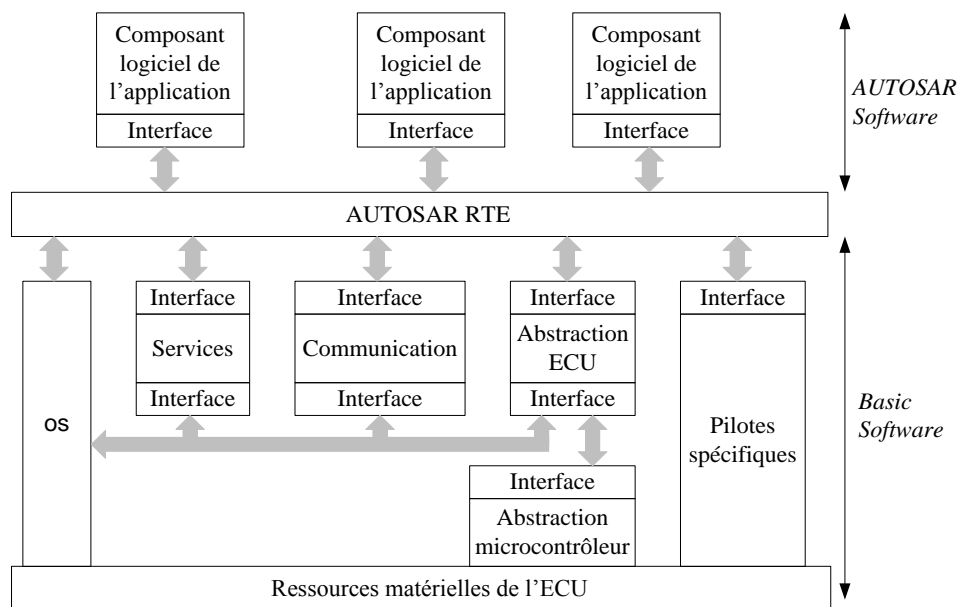 Composant
logiciel de
l'application
Interface
Composant
logiciel de
l'application
Interface
Composant
logiciel de
l'application
Interface
AUTOSAR
Software
AUTOSAR RTE
OS
Interface
Services
Interface
Interface
Communication
Interface
Interface
Abstraction
ECU
Interface
Interface
Abstraction
microcontrôleur
Interface
Pilotes
spécifiques
Basic
Software
Ressources matérielles de l'ECU